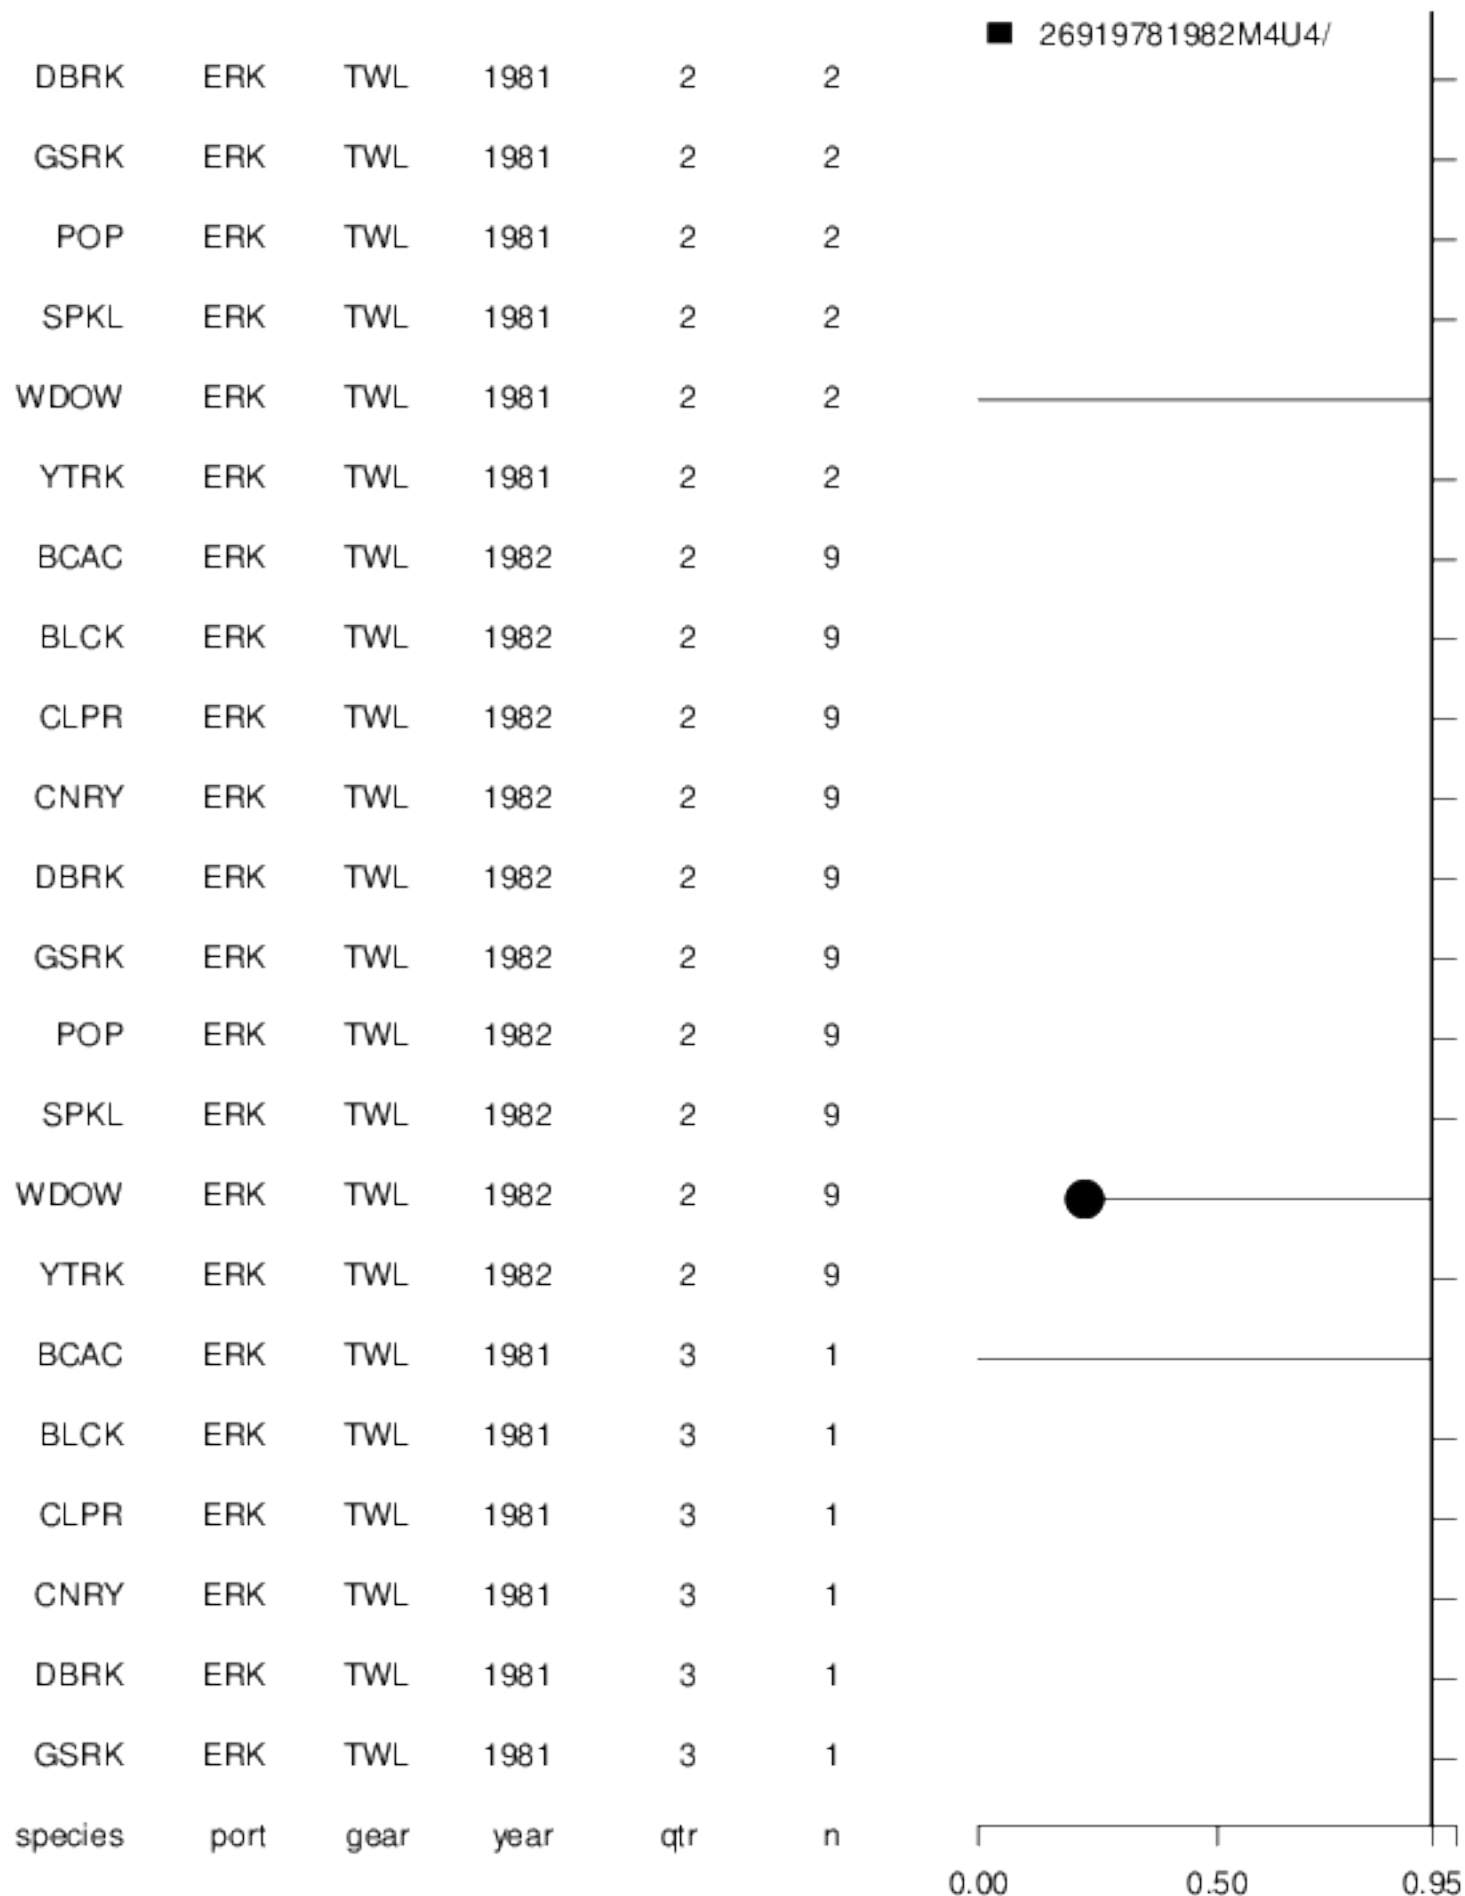 26919781982M4U4/
DBRK ERK TWL 1981 2 2
GSRK ERK TWL 1981 2 2
POP ERK TWL 1981 2 2
SPKL ERK TWL 1981 2 2
WDOW ERK TWL 1981 2 2
YTRK ERK TWL 1981 2 2
BCAC ERK TWL 1982 2 9
BLCK ERK TWL 1982 2 9
CLPR ERK TWL 1982 2 9
CNRY ERK TWL 1982 2 9
DBRK ERK TWL 1982 2 9
GSRK ERK TWL 1982 2 9
POP ERK TWL 1982 2 9
SPKL ERK TWL 1982 2 9
WDOW ERK TWL 1982 2 9
YTRK ERK TWL 1982 2 9
BCAC ERK TWL 1981 3 1
BLCK ERK TWL 1981 3 1
CLPR ERK TWL 1981 3 1
CNRY ERK TWL 1981 3 1
DBRK ERK TWL 1981 3 1
GSRK ERK TWL 1981 3 1
species port gear year qtr n
0.00 0.50 0.95